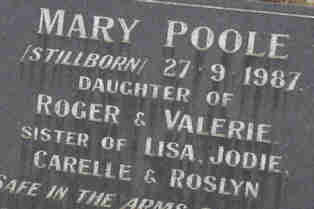 MARY POOLE
(STILLBORN) 27·9·1987.
DAUGHTER OF
ROGER & VALERIE.
SISTER OF LISA, JODIE,
CARELLE & ROSLYN
SAFE IN THE ARMS